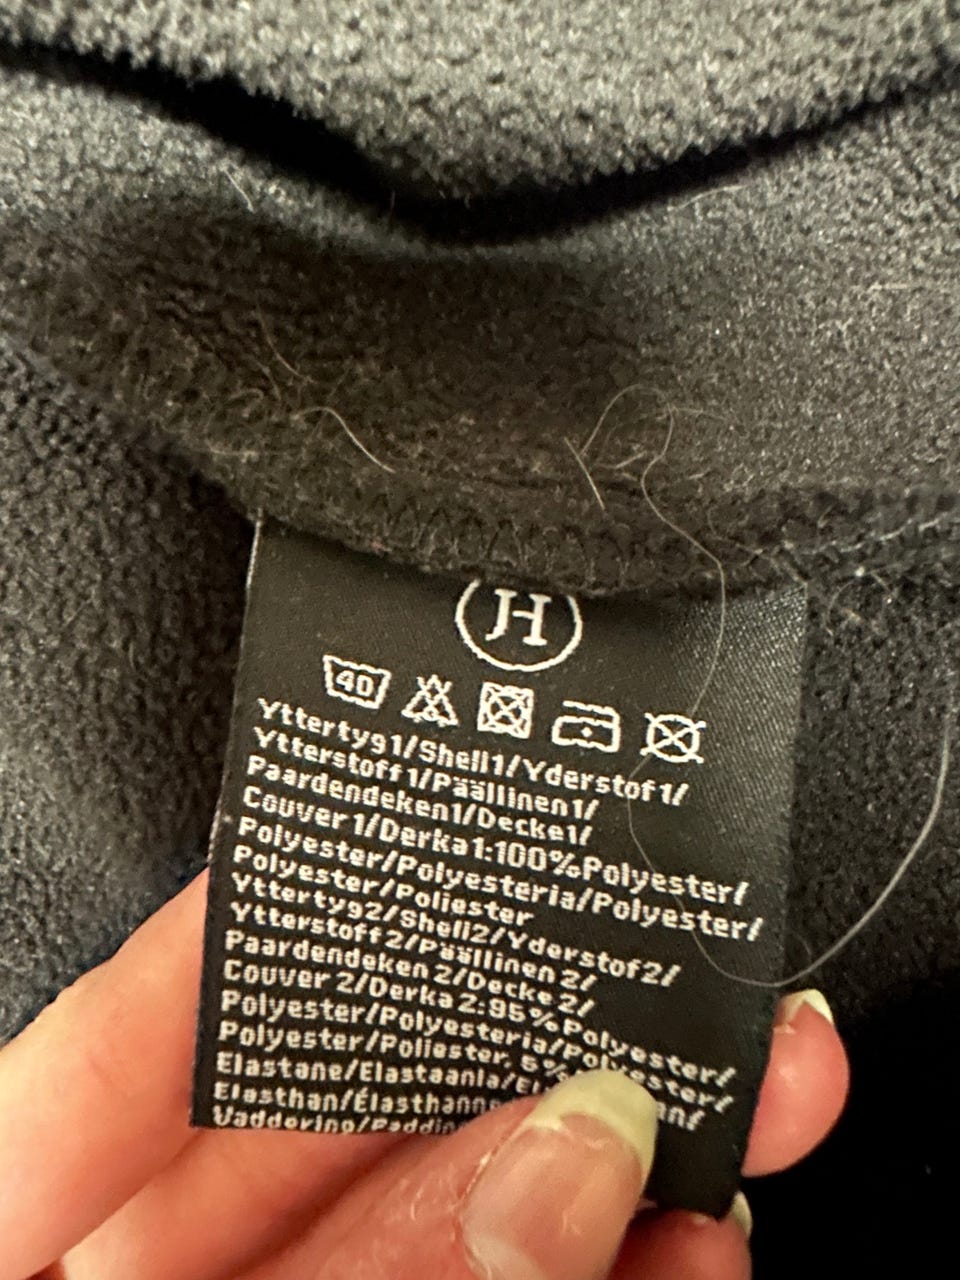 JH
40
Yttertyg1/Shell1/Yderstof1/
Ytterstoff1/Päällinen1/
Paardendeken1/Decke1/
Couver1/Derka1:100%Polyester/
Polyester/Polyesteria/Polyester/
Polyester/Poliester
Yttertyg2/Shell2/Yderstof2/
Ytterstoff2/Päällinen2/
Paardendeken2/Decke2/
Couver2/Derka2:95%Polyester/
Polyester/Polyesteria/Polyester/
Polyester/Poliester, 5%
Elastane/Elastaania/
Elasthan/